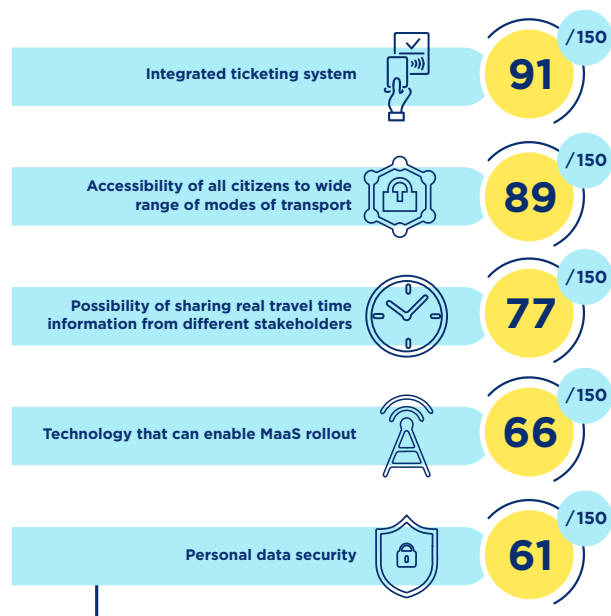 /150
Integrated ticketing system
91
/150
Accessibility of all citizens to wide
range of modes of transport
89
/150
Possibility of sharing real travel time
information from different stakeholders
77
/150
Technology that can enable MaaS rollout
66
/150
Personal data security
61